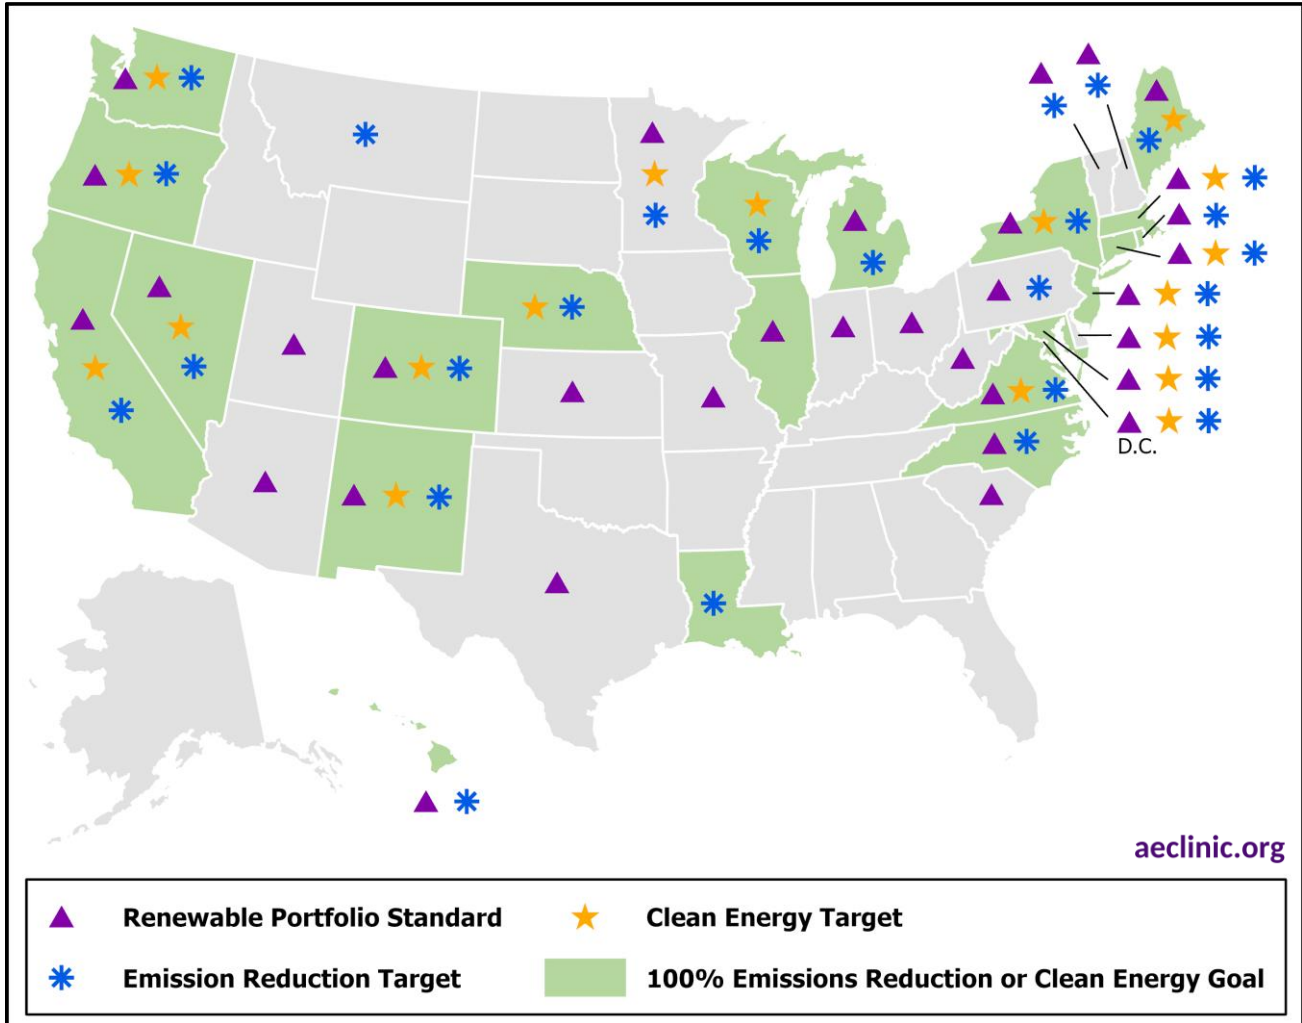 D.C.
aeclinic.org
Renewable Portfolio Standard
Clean Energy Target
Emission Reduction Target
100% Emissions Reduction or Clean Energy Goal